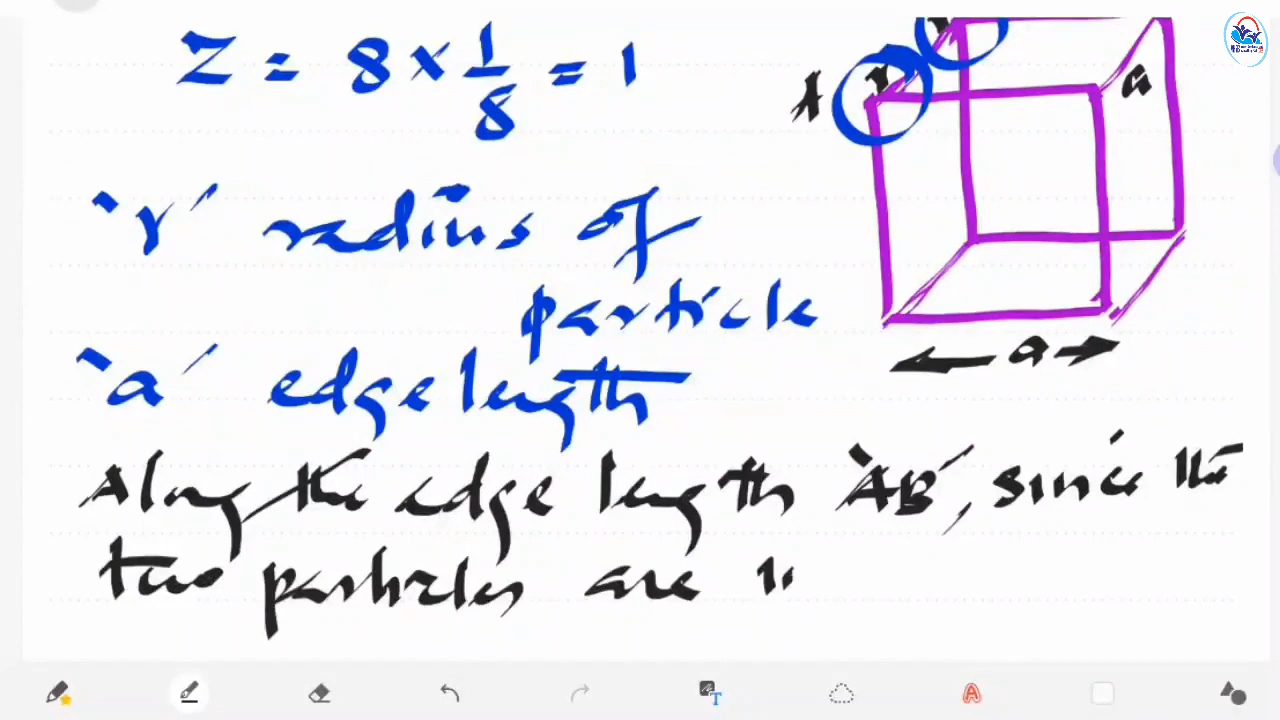 Z = 8 × 1/8 = 1
'r' radius of
particle
'a' edge length
Along the edge length 'AB', since the
two particles are in
A
r
r
a
a